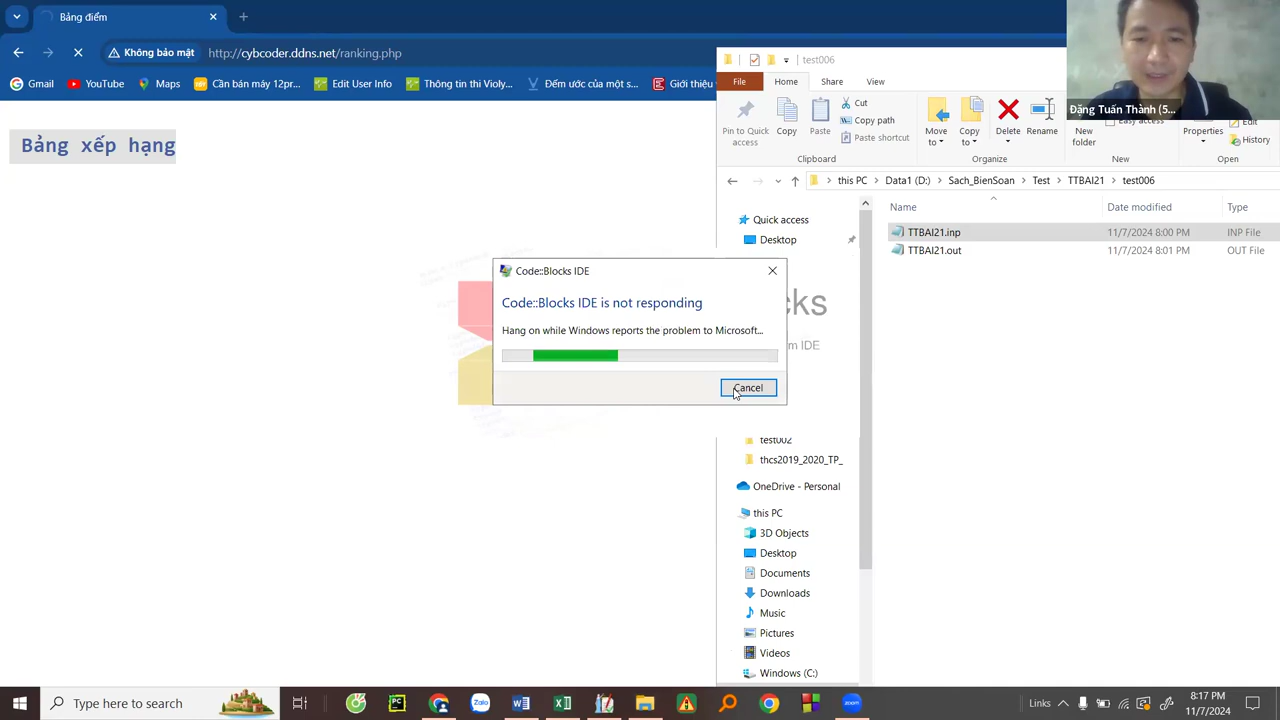 Bảng điểm
Không bảo mật
http://cybcoder.ddns.net/ranking.php
Gmail
YouTube
Maps
Cần bán máy 12pr...
Edit User Info
Thông tin thi Violy...
Đếm ước của một s...
Giới thiệu
Bảng xếp hạng
test006
File
Home
Share
View
Pin to Quick access
Copy
Paste
Cut
Copy path
Paste shortcut
Clipboard
Move to
Copy to
Delete
Rename
Organize
New folder
Easy access
New
Properties
Edit
History
Open
this PC
Data1 (D:)
Sach_BienSoan
Test
TTBAI21
test006
Name
Date modified
Type
TTBAI21.inp
11/7/2024 8:00 PM
INP File
TTBAI21.out
11/7/2024 8:01 PM
OUT File
Quick access
Desktop
test002
thcs2019_2020_TP_
OneDrive - Personal
this PC
3D Objects
Desktop
Documents
Downloads
Music
Pictures
Videos
Windows (C:)
Code::Blocks IDE
Code::Blocks IDE is not responding
Hang on while Windows reports the problem to Microsoft...
Cancel
Đặng Tuấn Thành (5...
Type here to search
Zalo
zoom
Links
8:17 PM
11/7/2024